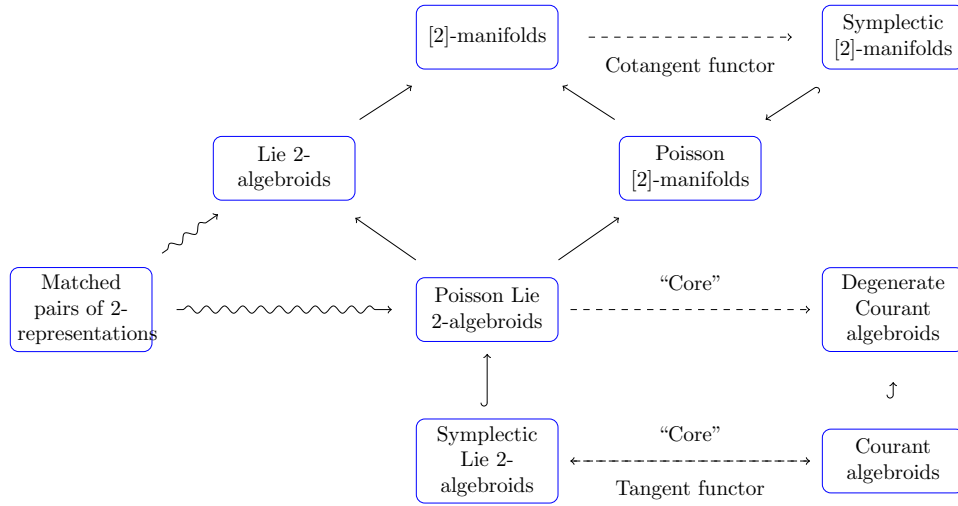 [2]-manifolds
Cotangent functor
Symplectic
[2]-manifolds
Lie 2-
algebroids
Poisson
[2]-manifolds
Matched
pairs of 2-
representations
Poisson Lie
2-algebroids
“Core”
Degenerate
Courant
algebroids
Symplectic
Lie 2-
algebroids
“Core”
Tangent functor
Courant
algebroids